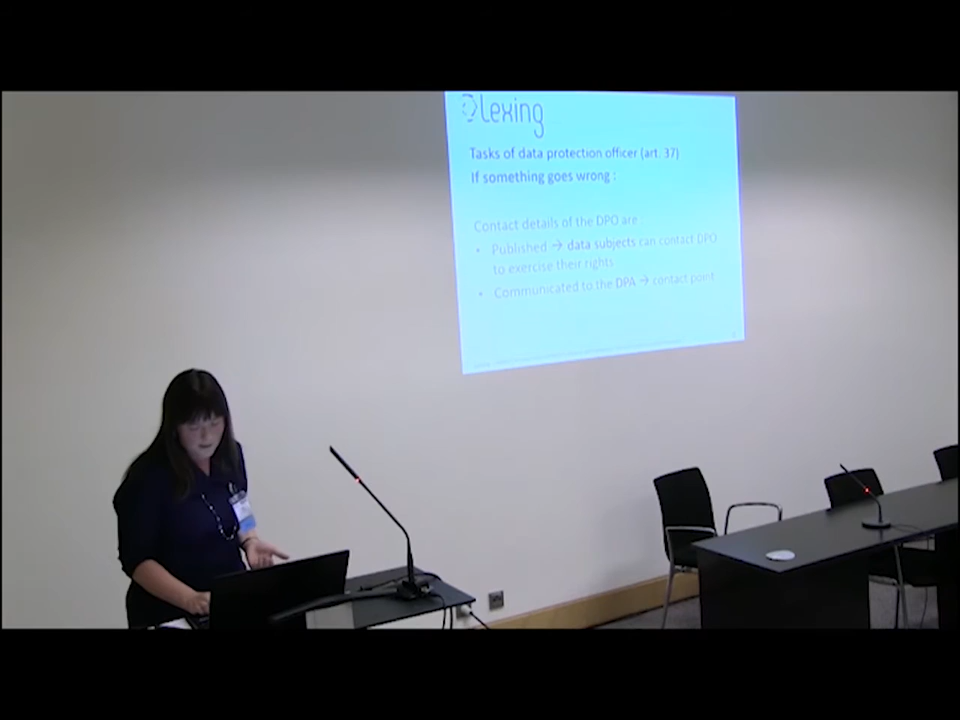 Lexing
Tasks of data protection officer (art. 37)
If something goes wrong :
Contact details of the DPO are
• Published → data subjects can contact DPO
to exercise their rights
• Communicated to the DPA → contact point